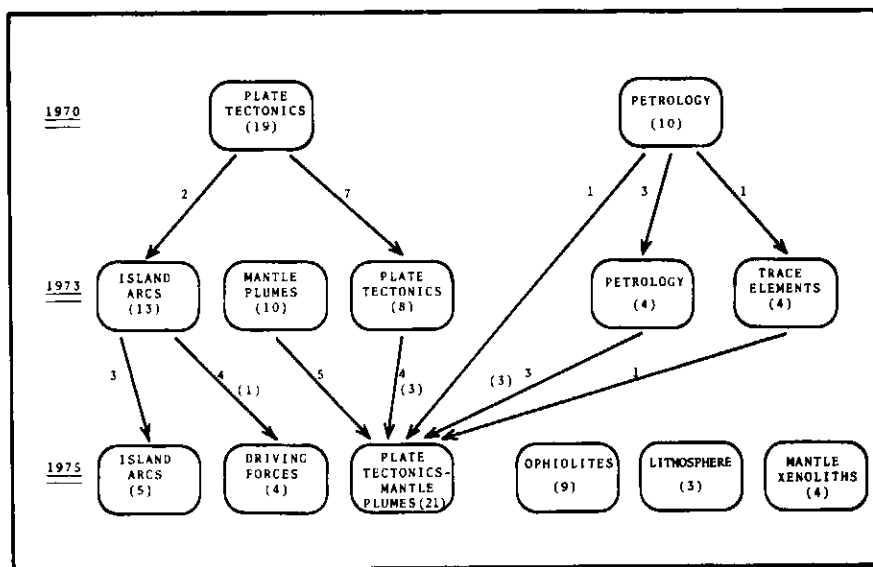 1970
PLATE
TECTONICS
(19)
PETROLOGY
(10)
2
7
1
3
1
1973
ISLAND
ARCS
(13)
MANTLE
PLUMES
(10)
PLATE
TECTONICS
(8)
PETROLOGY
(4)
TRACE
ELEMENTS
(4)
3
4
(1)
5
4
(3)
(3) 3
1
1975
ISLAND
ARCS
(5)
DRIVING
FORCES
(4)
PLATE
TECTONICS-
MANTLE
PLUMES(21)
OPHIOLITES
(9)
LITHOSPHERE
(3)
MANTLE
XENOLITHS
(4)